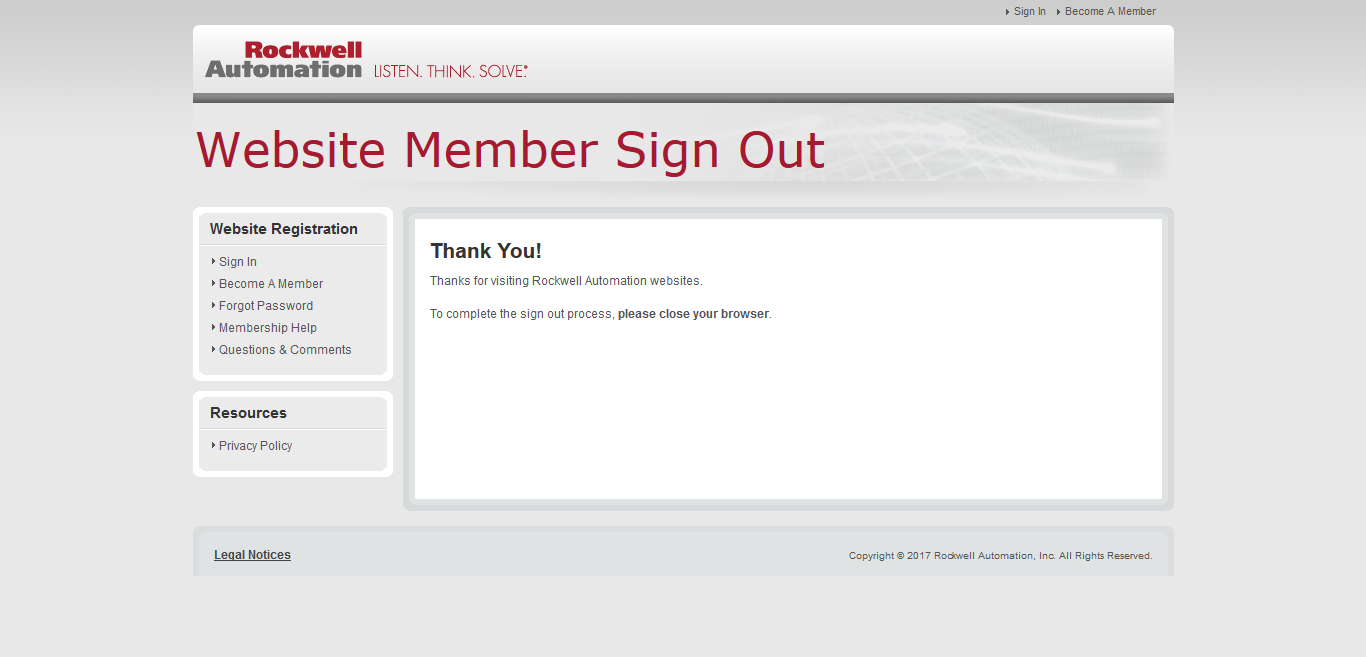 Sign In
Become A Member
Rockwell
Automation
LISTEN. THINK. SOLVE.®
Website Member Sign Out
Website Registration
Sign In
Become A Member
Forgot Password
Membership Help
Questions & Comments
Resources
Privacy Policy
Thank You!
Thanks for visiting Rockwell Automation websites.
To complete the sign out process, please close your browser.
Legal Notices
Copyright © 2017 Rockwell Automation, Inc. All Rights Reserved.